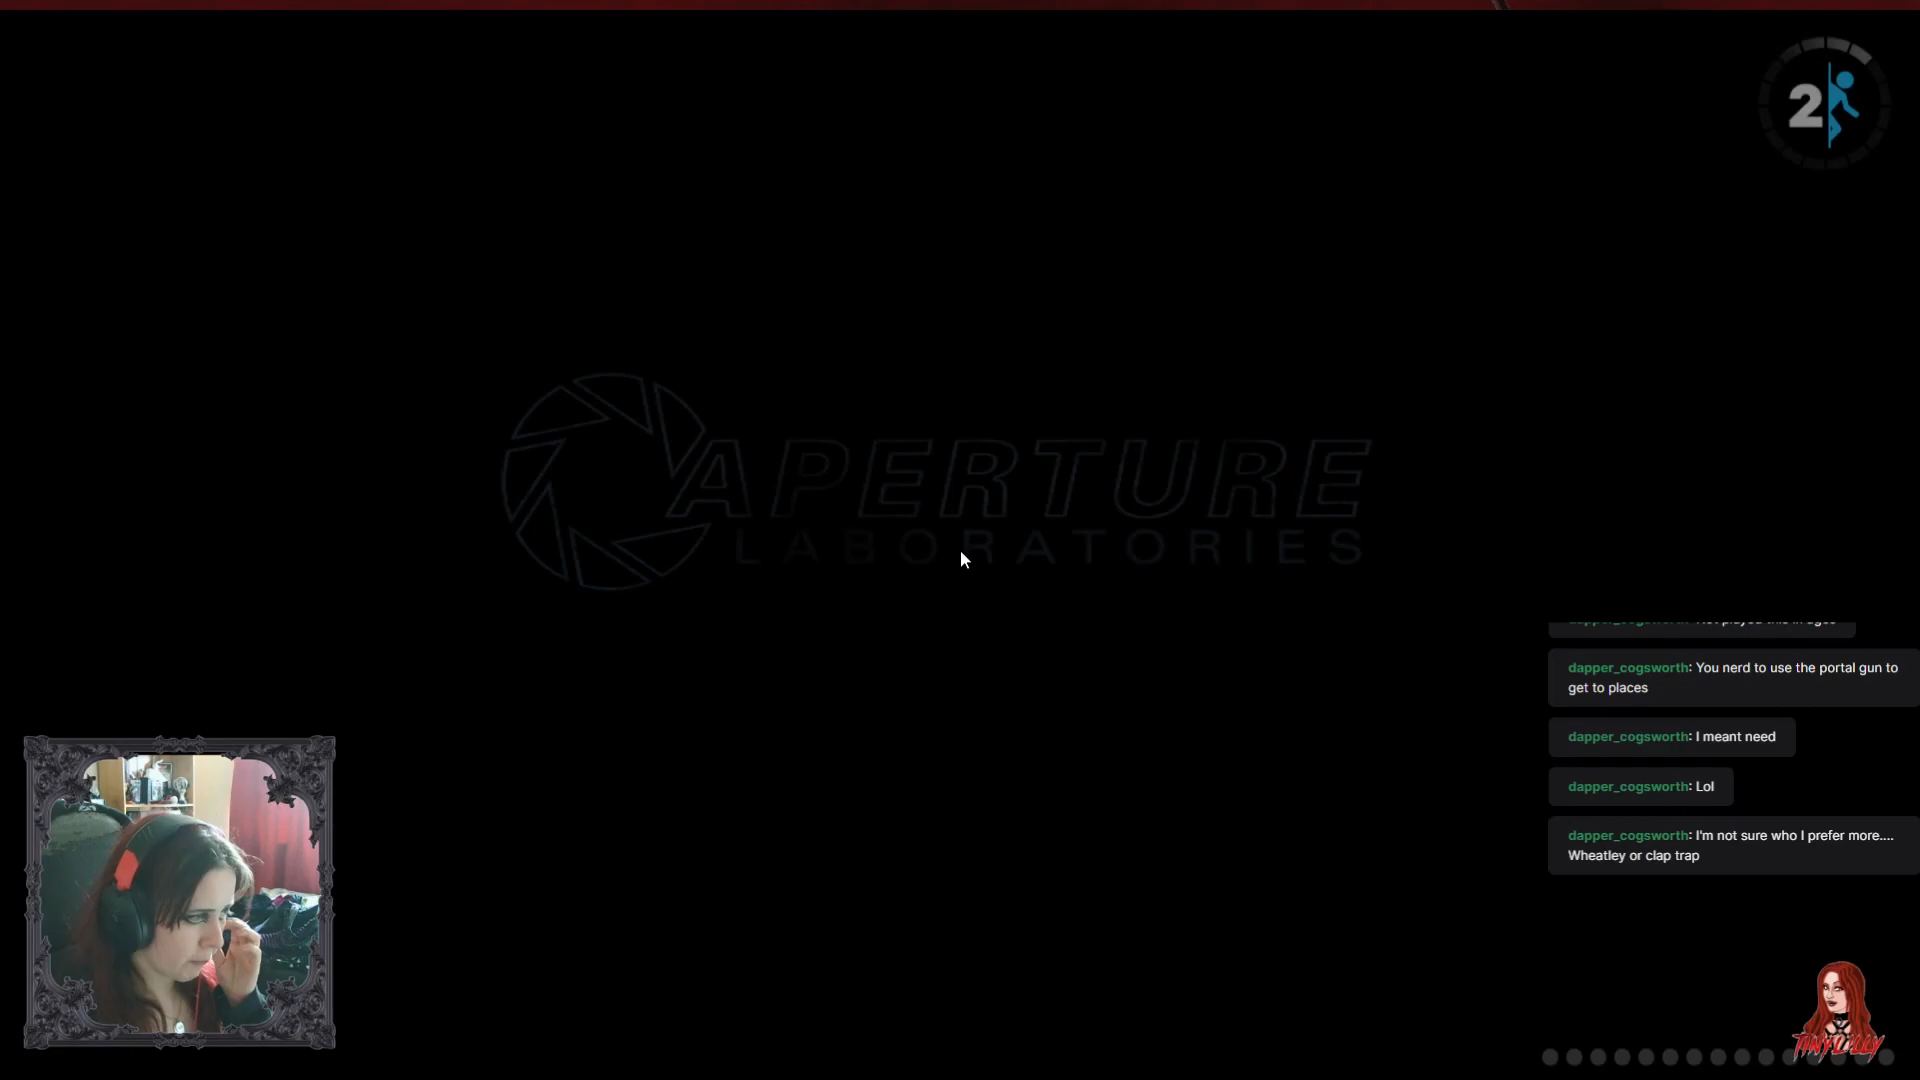 2
APERTURE
LABORATORIES
dapper_cogsworth: You nerd to use the portal gun to
get to places
dapper_cogsworth: I meant need
dapper_cogsworth: Lol
dapper_cogsworth: I'm not sure who I prefer more....
Wheatley or clap trap
TINYLILLY